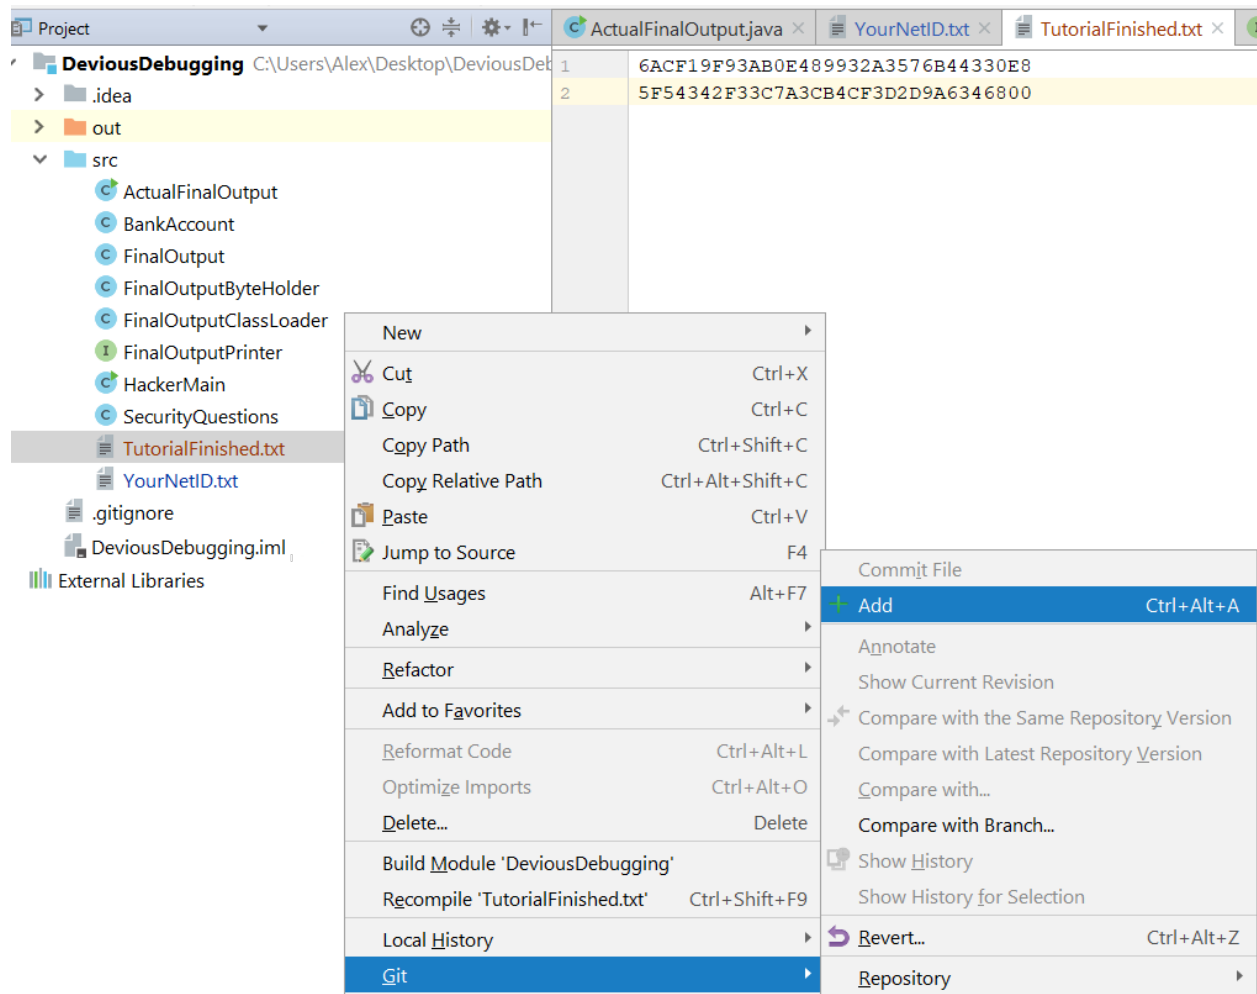 Project
ActualFinalOutput.java
YourNetID.txt
TutorialFinished.txt
DeviousDebugging C:\Users\Alex\Desktop\DeviousDeb
.idea
out
src
ActualFinalOutput
BankAccount
FinalOutput
FinalOutputByteHolder
FinalOutputClassLoader
FinalOutputPrinter
HackerMain
SecurityQuestions
TutorialFinished.txt
YourNetID.txt
.gitignore
DeviousDebugging.iml
External Libraries
1 6ACF19F93AB0E489932A3576B44330E8
2 5F54342F33C7A3CB4CF3D2D9A6346800
New
Cut Ctrl+X
Copy Ctrl+C
Copy Path Ctrl+Shift+C
Copy Relative Path Ctrl+Alt+Shift+C
Paste Ctrl+V
Jump to Source F4
Find Usages Alt+F7
Analyze
Refactor
Add to Favorites
Reformat Code Ctrl+Alt+L
Optimize Imports Ctrl+Alt+O
Delete... Delete
Build Module 'DeviousDebugging'
Recompile 'TutorialFinished.txt' Ctrl+Shift+F9
Local History
Git
Commit File
Add Ctrl+Alt+A
Annotate
Show Current Revision
Compare with the Same Repository Version
Compare with Latest Repository Version
Compare with...
Compare with Branch...
Show History
Show History for Selection
Revert... Ctrl+Alt+Z
Repository